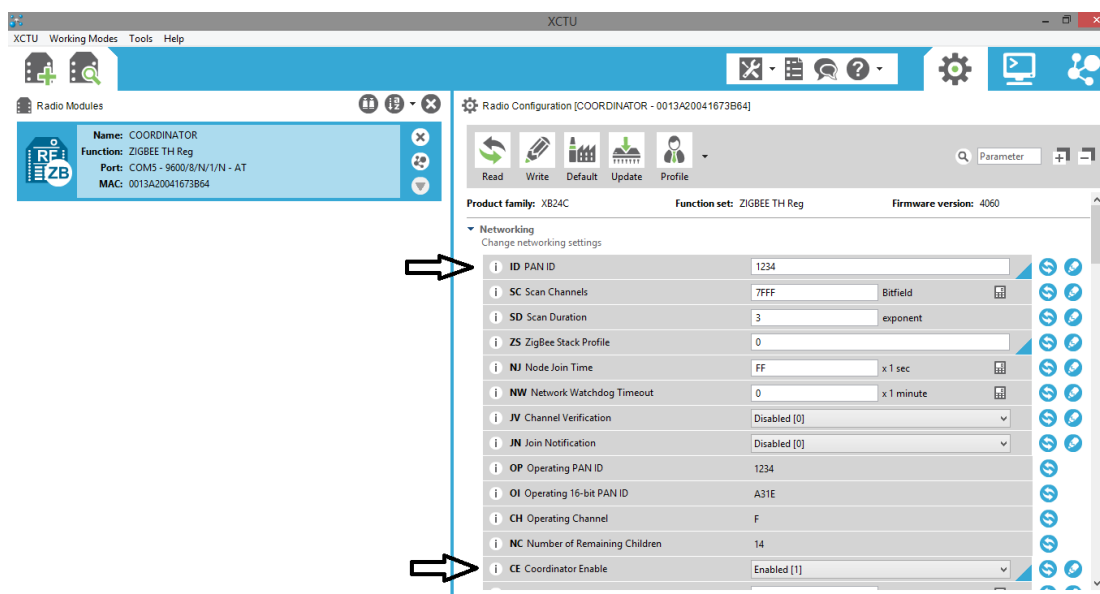 XCTU
XCTU Working Modes Tools Help
Radio Modules
Name: COORDINATOR
Function: ZIGBEE TH Reg
Port: COM5 - 9600/8/N/1/N - AT
MAC: 0013A20041673B64
RF
ZB
Radio Configuration [COORDINATOR - 0013A20041673B64]
Read Write Default Update Profile
Parameter
Product family: XB24C Function set: ZIGBEE TH Reg Firmware version: 4060
Networking
Change networking settings
i ID PAN ID 1234
i SC Scan Channels 7FFF Bitfield
i SD Scan Duration 3 exponent
i ZS ZigBee Stack Profile 0
i NJ Node Join Time FF x 1 sec
i NW Network Watchdog Timeout 0 x 1 minute
i JV Channel Verification Disabled [0]
i JN Join Notification Disabled [0]
i OP Operating PAN ID 1234
i OI Operating 16-bit PAN ID A31E
i CH Operating Channel F
i NC Number of Remaining Children 14
i CE Coordinator Enable Enabled [1]